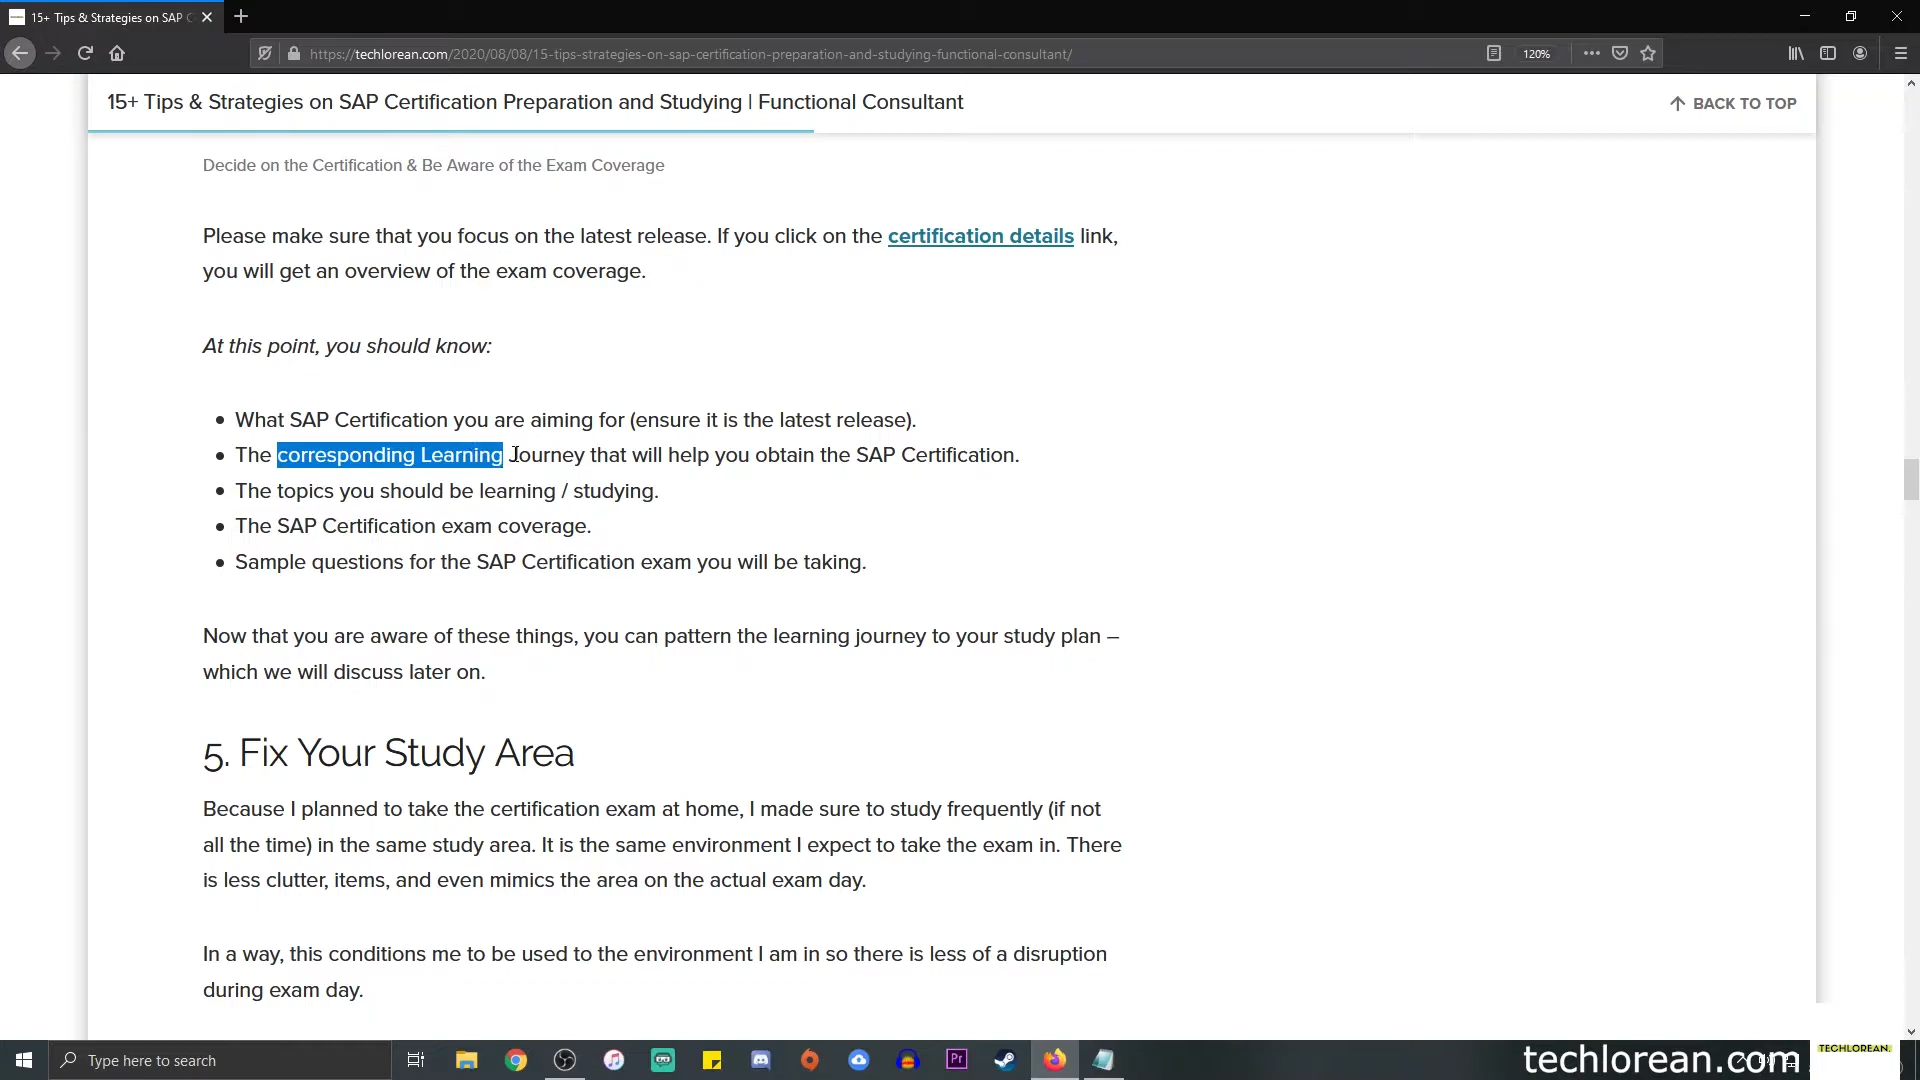 15+ Tips & Strategies on SAP C
https://techlorean.com/2020/08/08/15-tips-strategies-on-sap-certification-preparation-and-studying-functional-consultant/
120%
15+ Tips & Strategies on SAP Certification Preparation and Studying | Functional Consultant
BACK TO TOP
Decide on the Certification & Be Aware of the Exam Coverage
Please make sure that you focus on the latest release. If you click on the certification details link,
you will get an overview of the exam coverage.
At this point, you should know:
• What SAP Certification you are aiming for (ensure it is the latest release).
• The corresponding Learning Journey that will help you obtain the SAP Certification.
• The topics you should be learning / studying.
• The SAP Certification exam coverage.
• Sample questions for the SAP Certification exam you will be taking.
Now that you are aware of these things, you can pattern the learning journey to your study plan –
which we will discuss later on.
5. Fix Your Study Area
Because I planned to take the certification exam at home, I made sure to study frequently (if not
all the time) in the same study area. It is the same environment I expect to take the exam in. There
is less clutter, items, and even mimics the area on the actual exam day.
In a way, this conditions me to be used to the environment I am in so there is less of a disruption
during exam day.
Type here to search
Pr
techlorean.com
TECHLOREAN.